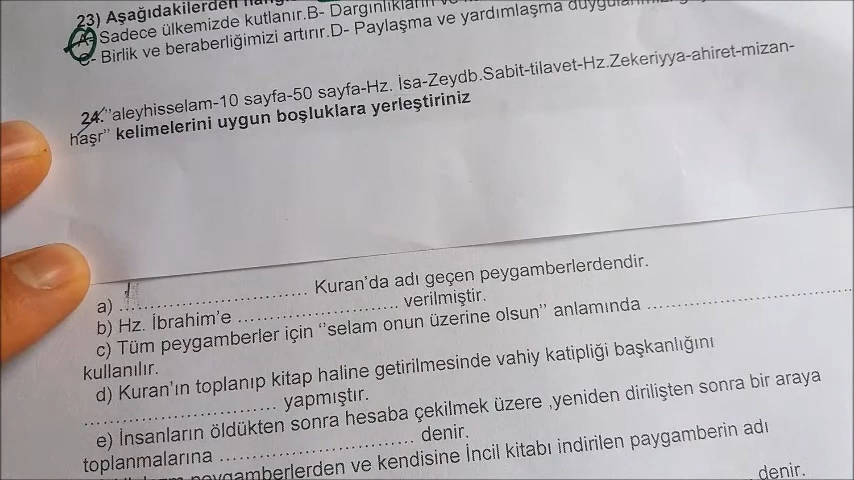 23) Aşağıdakilerden
A- Sadece ülkemizde kutlanır.B- Dargınlıkların
C- Birlik ve beraberliğimizi artırır.D- Paylaşma ve yardımlaşma
24."aleyhisselam-10 sayfa-50 sayfa-Hz. İsa-Zeydb.Sabit-tilavet-Hz.Zekeriyya-ahiret-mizan-
haşr" kelimelerini uygun boşluklara yerleştiriniz
a) .............................. Kuran'da adı geçen peygamberlerdendir.
b) Hz. İbrahim'e .......................... verilmiştir.
c) Tüm peygamberler için "selam onun üzerine olsun" anlamında ................................
kullanılır.
d) Kuran'ın toplanıp kitap haline getirilmesinde vahiy katipliği başkanlığını
.............................. yapmıştır.
e) İnsanların öldükten sonra hesaba çekilmek üzere ,yeniden dirilişten sonra bir araya
toplanmalarına .............................. denir.
peygamberlerden ve kendisine İncil kitabı indirilen paygamberin adı
denir.